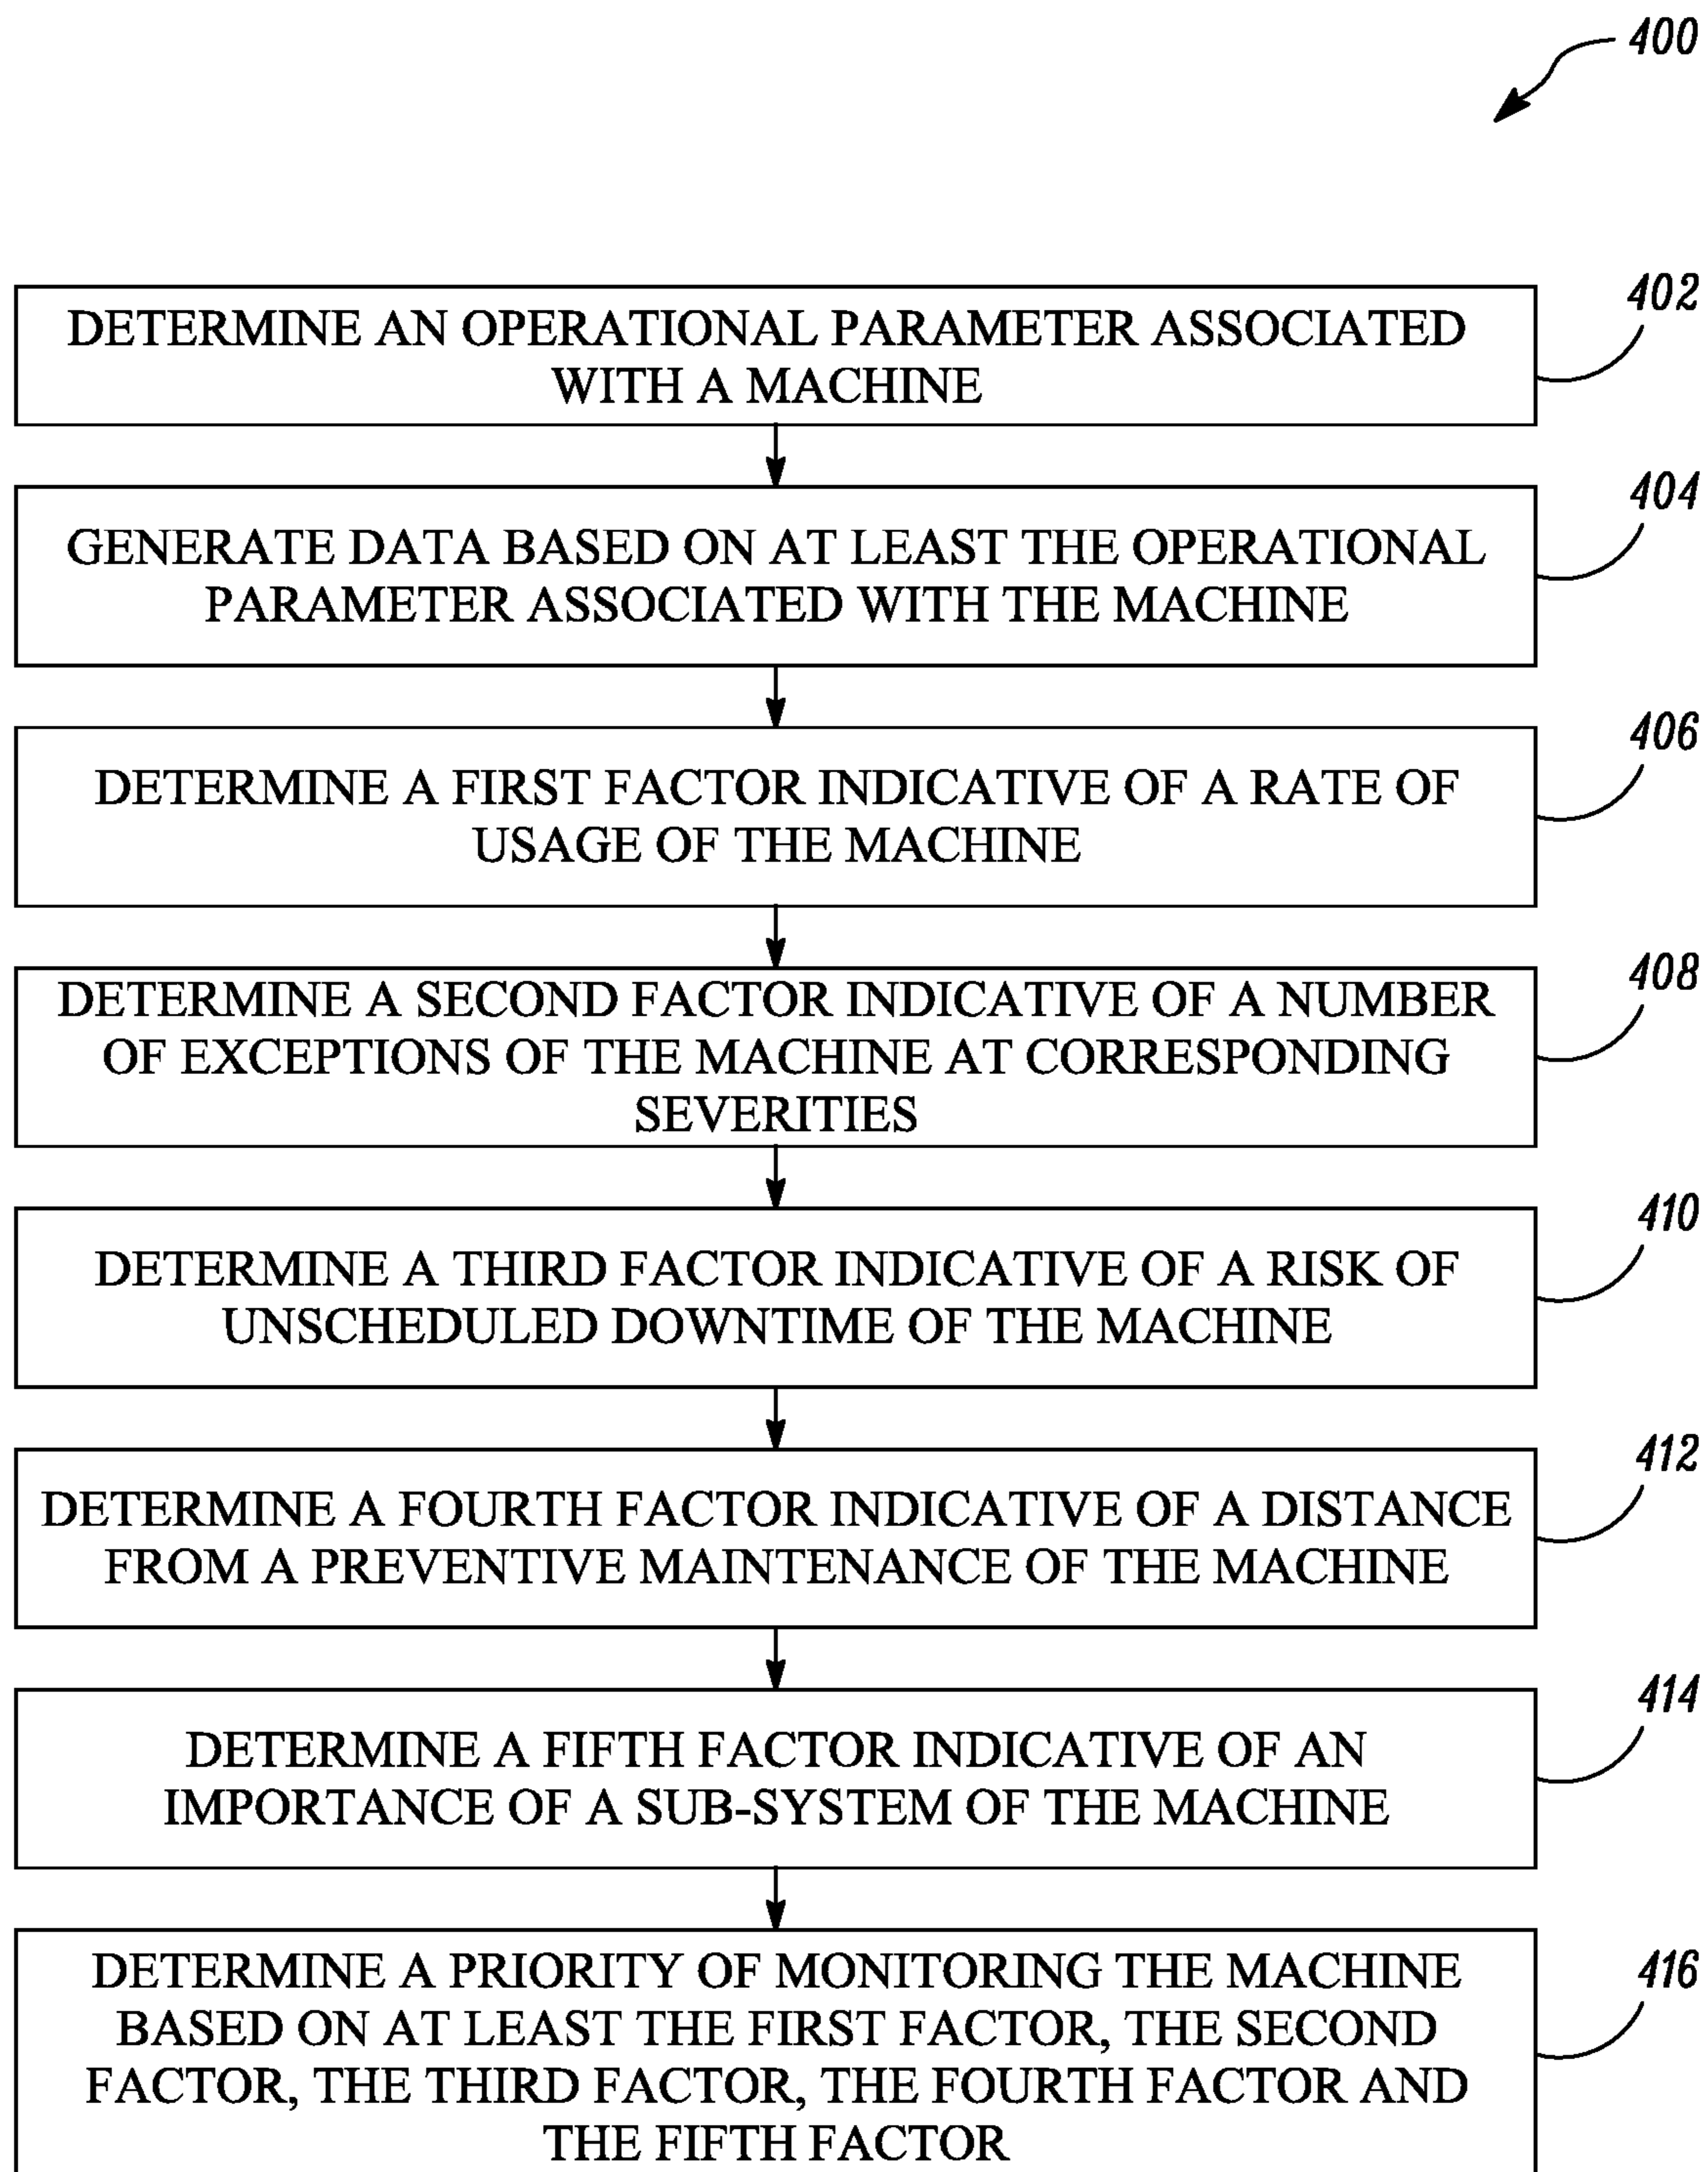 400
402
DETERMINE AN OPERATIONAL PARAMETER ASSOCIATED
WITH A MACHINE
404
GENERATE DATA BASED ON AT LEAST THE OPERATIONAL
PARAMETER ASSOCIATED WITH THE MACHINE
406
DETERMINE A FIRST FACTOR INDICATIVE OF A RATE OF
USAGE OF THE MACHINE
408
DETERMINE A SECOND FACTOR INDICATIVE OF A NUMBER
OF EXCEPTIONS OF THE MACHINE AT CORRESPONDING
SEVERITIES
410
DETERMINE A THIRD FACTOR INDICATIVE OF A RISK OF
UNSCHEDULED DOWNTIME OF THE MACHINE
412
DETERMINE A FOURTH FACTOR INDICATIVE OF A DISTANCE
FROM A PREVENTIVE MAINTENANCE OF THE MACHINE
414
DETERMINE A FIFTH FACTOR INDICATIVE OF AN
IMPORTANCE OF A SUB-SYSTEM OF THE MACHINE
416
DETERMINE A PRIORITY OF MONITORING THE MACHINE
BASED ON AT LEAST THE FIRST FACTOR, THE SECOND
FACTOR, THE THIRD FACTOR, THE FOURTH FACTOR AND
THE FIFTH FACTOR